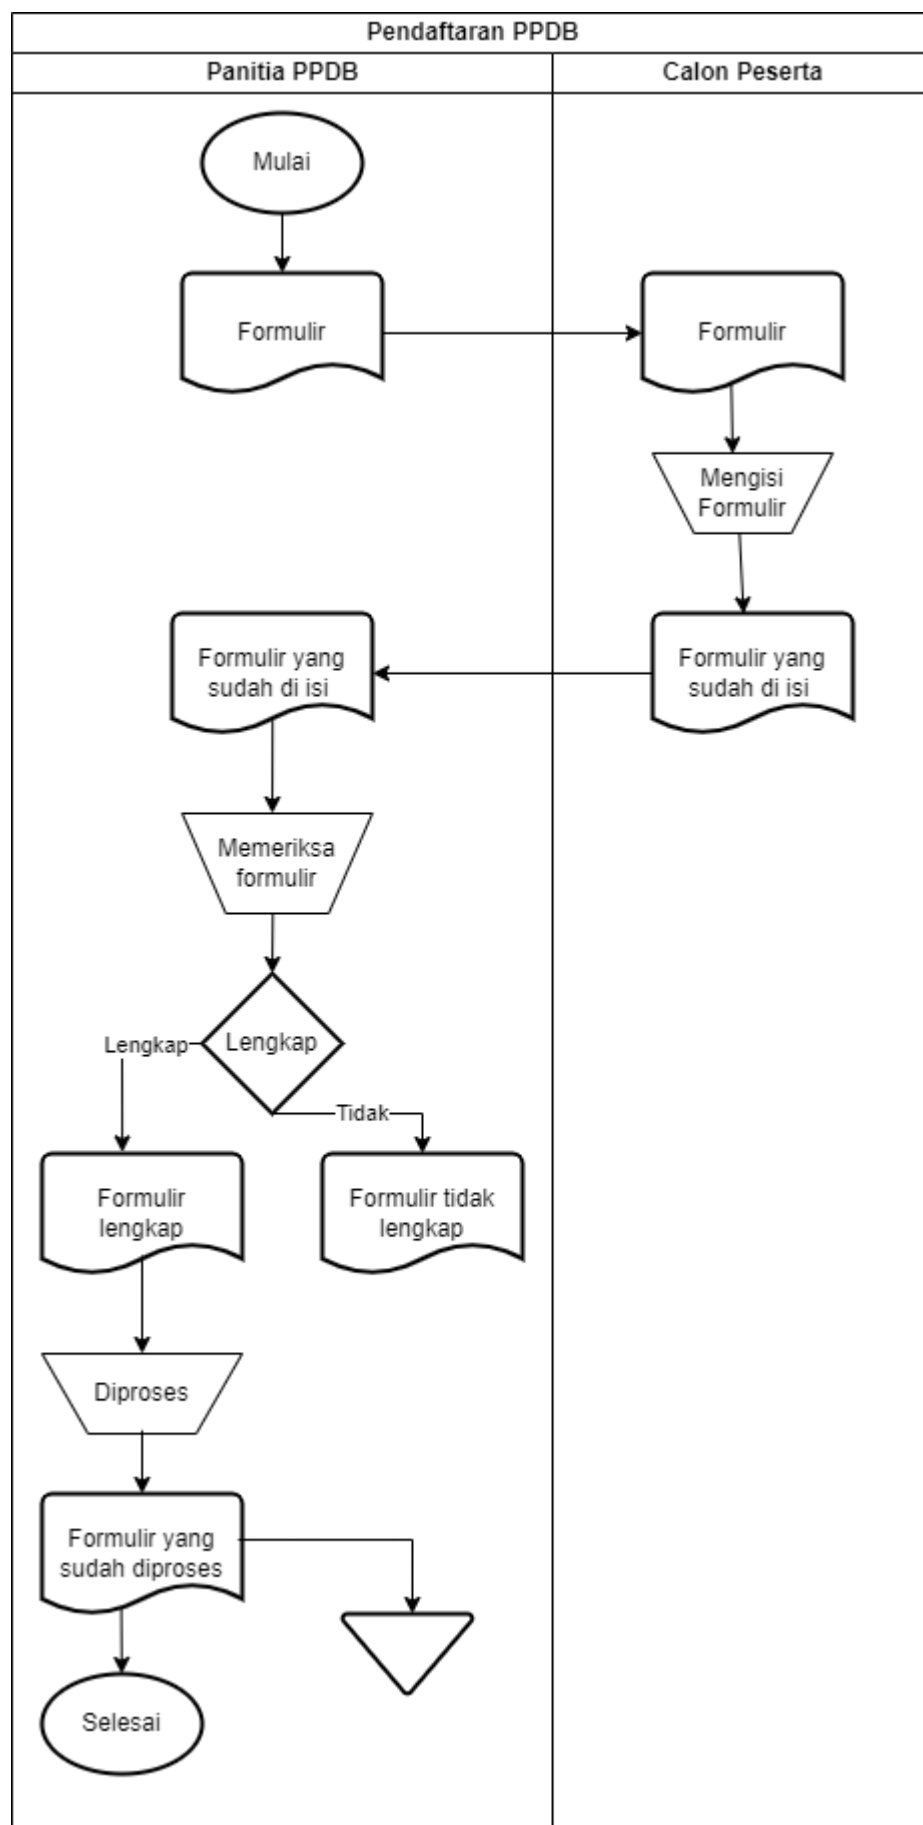 Pendaftaran PPDB
Panitia PPDB
Calon Peserta
Mulai
Formulir
Formulir
Mengisi
Formulir
Formulir yang
sudah di isi
Formulir yang
sudah di isi
Memeriksa
formulir
Lengkap
Lengkap
Tidak
Formulir
lengkap
Formulir tidak
lengkap
Diproses
Formulir yang
sudah diproses
Selesai